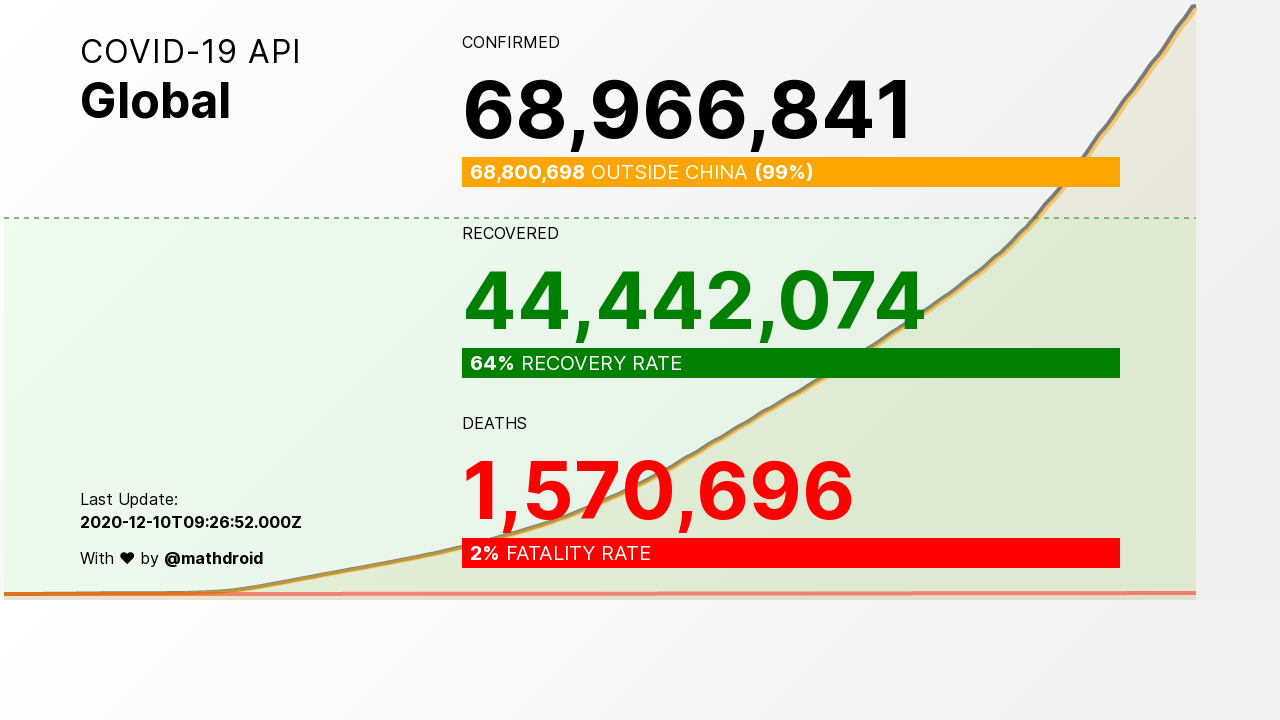 COVID-19 API
Global
CONFIRMED
68,966,841
68,800,698 OUTSIDE CHINA (99%)
RECOVERED
44,442,074
64% RECOVERY RATE
DEATHS
1,570,696
2% FATALITY RATE
Last Update:
2020-12-10T09:26:52.000Z
With ♥ by @mathdroid